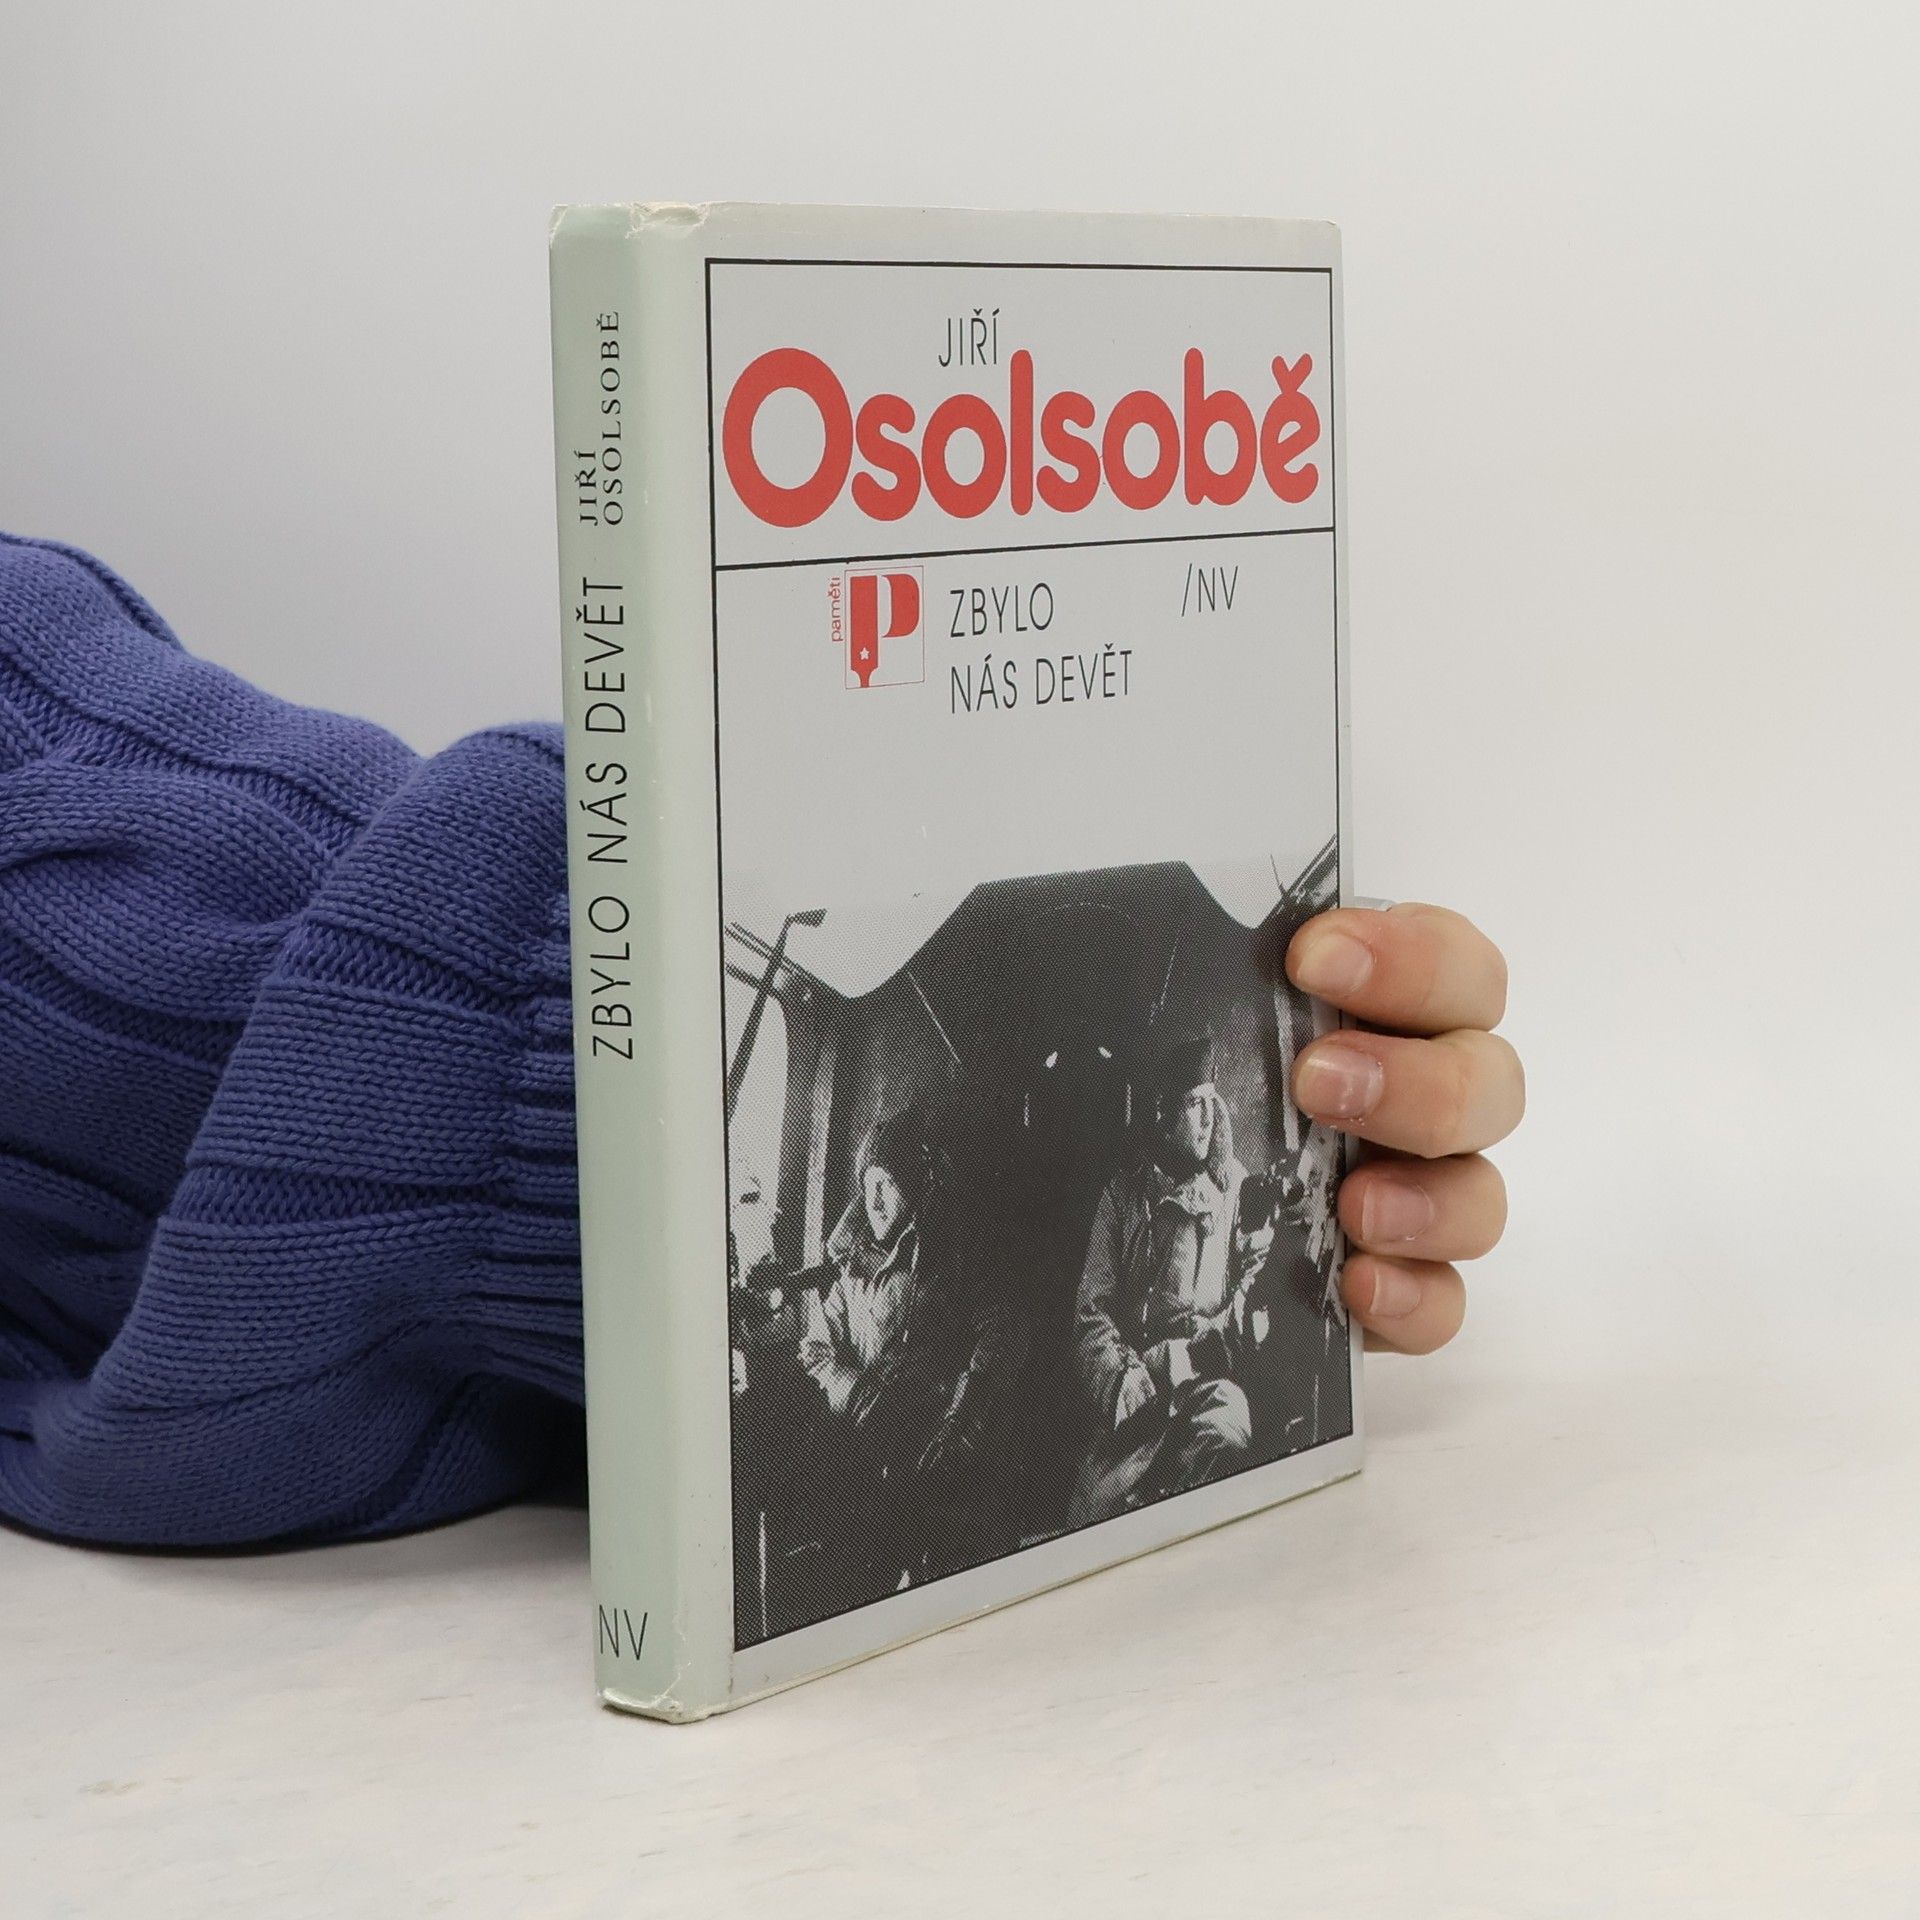 JIŘÍ
OSOLSOBĚ
ZBYLO NÁS DEVĚT
NV
JIŘÍ
Osolsobě
paměti
P
ZBYLO
NÁS DEVĚT
/NV